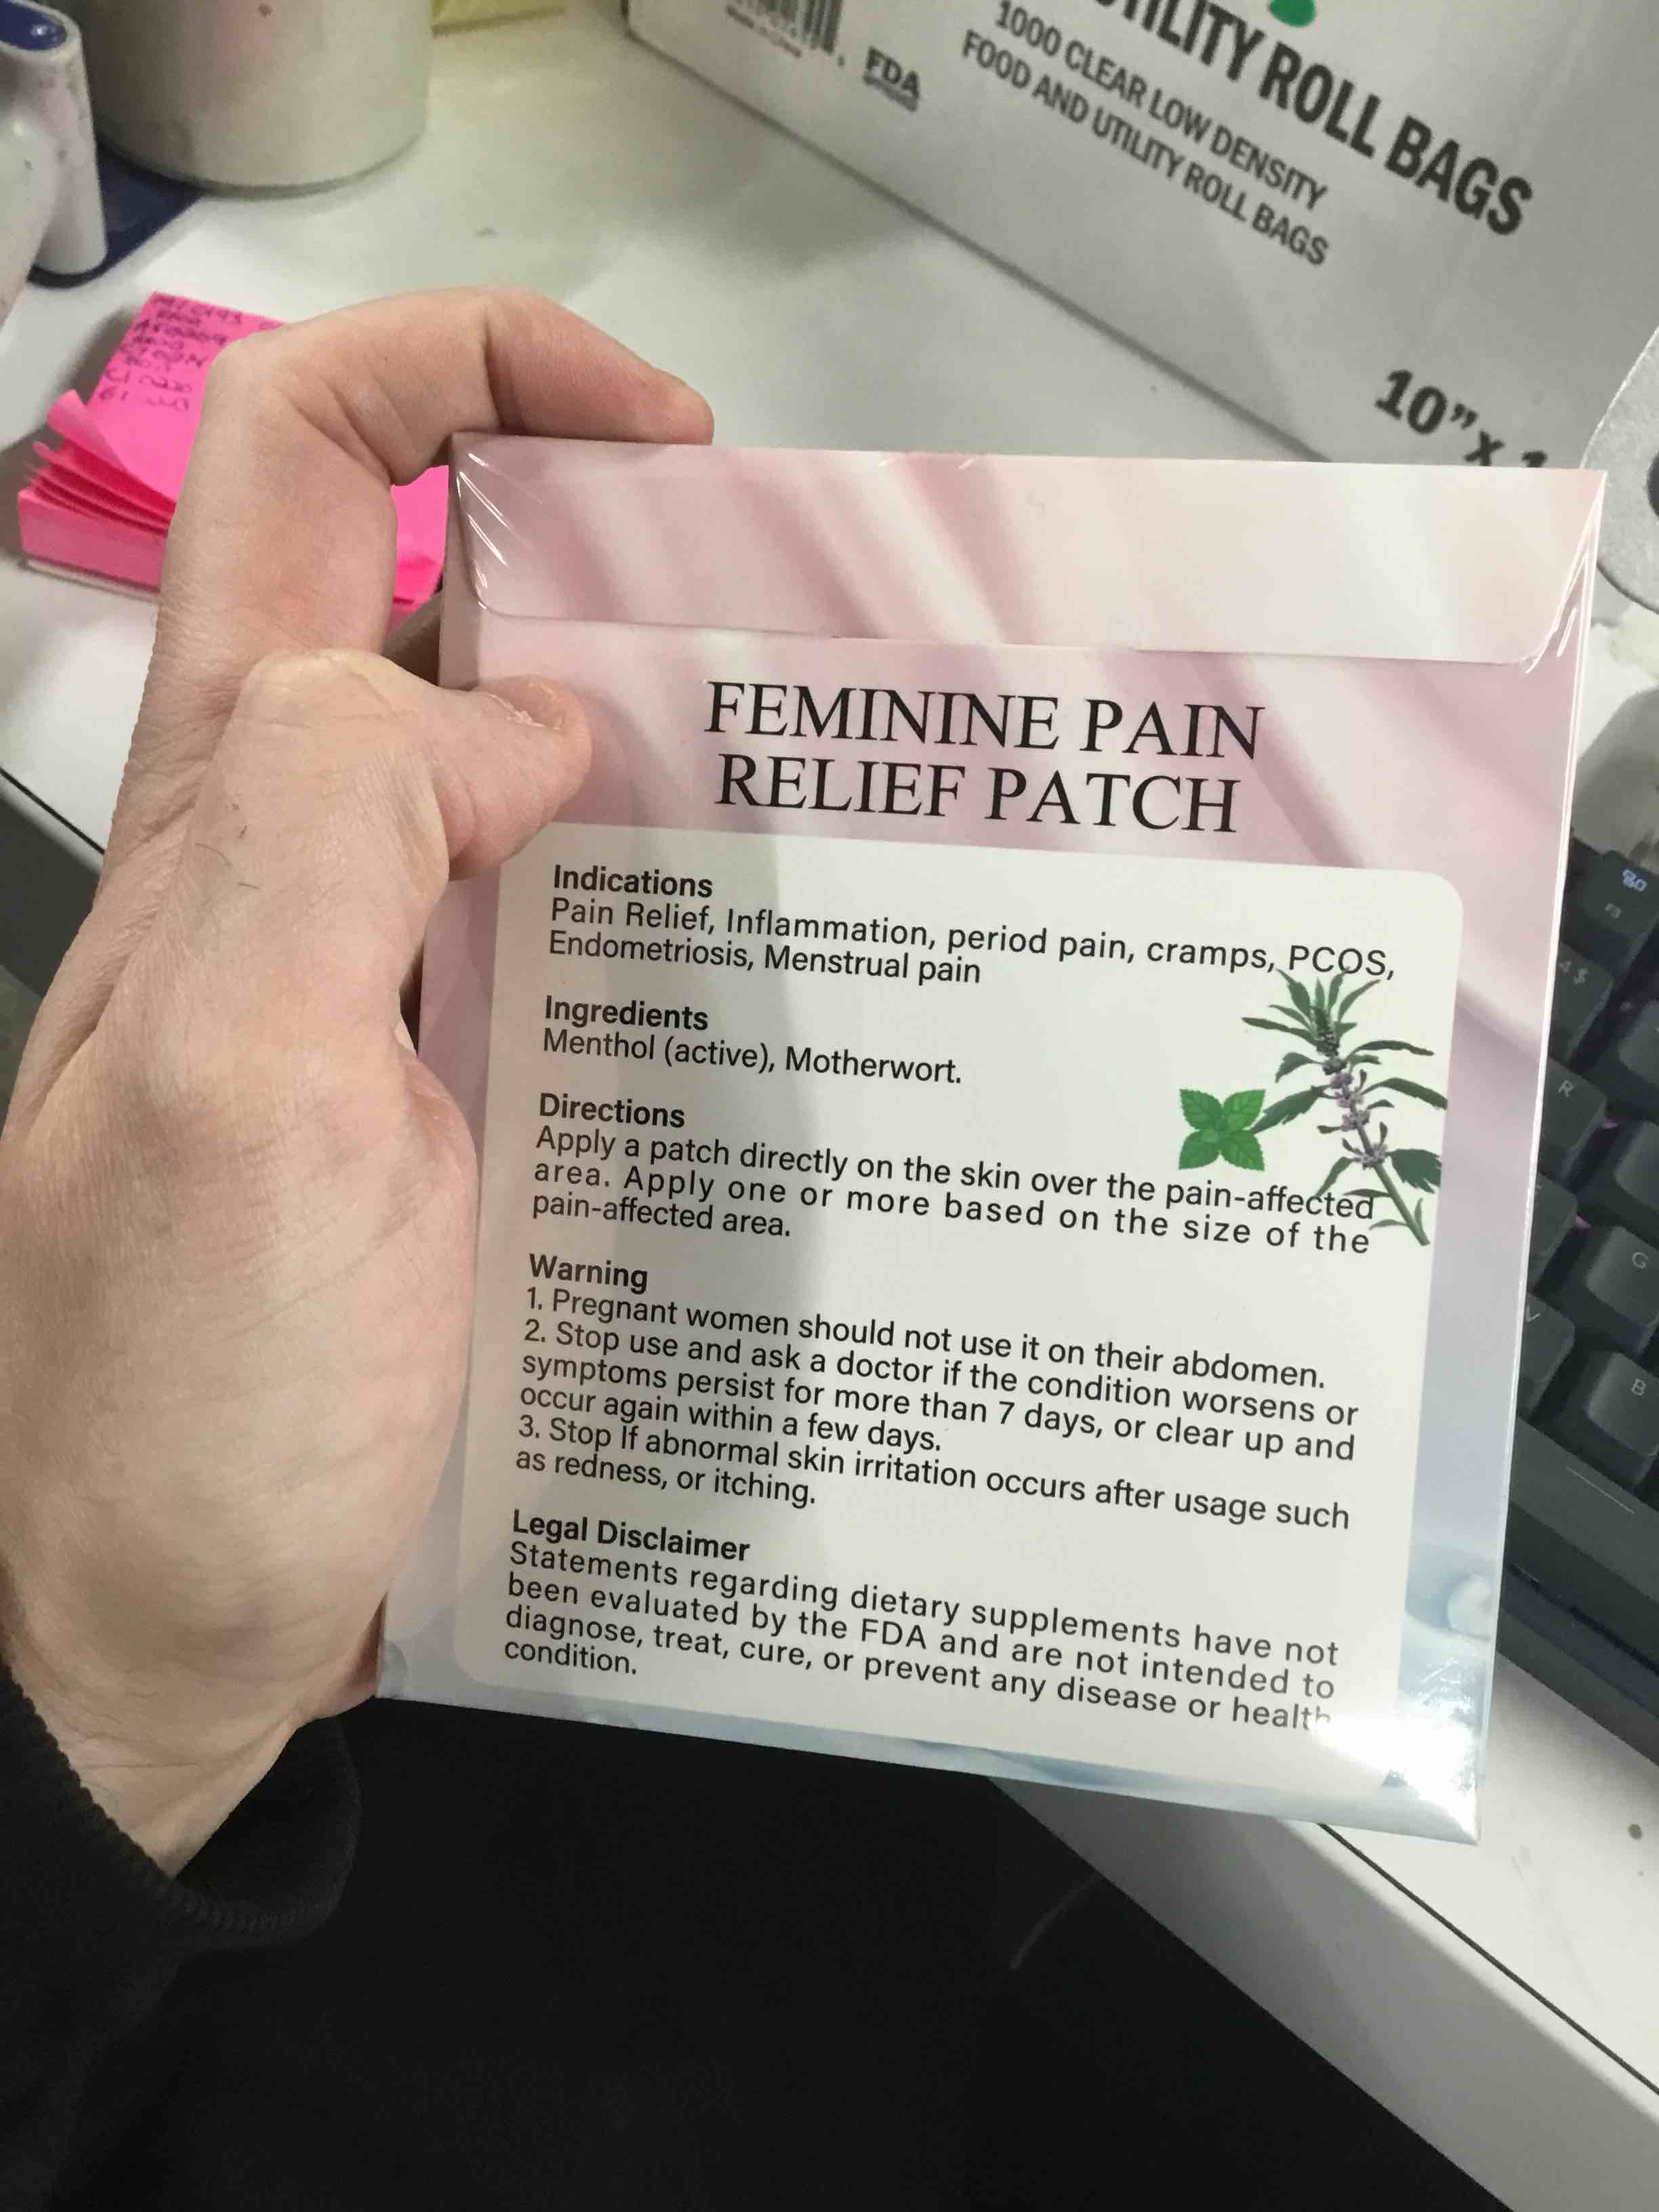 UTILITY ROLL BAGS
1000 CLEAR LOW DENSITY
FOOD AND UTILITY ROLL BAGS
FDA
10” x
FEMININE PAIN
RELIEF PATCH
Indications
Pain Relief, Inflammation, period pain, cramps, PCOS,
Endometriosis, Menstrual pain
Ingredients
Menthol (active), Motherwort.
Directions
Apply a patch directly on the skin over the pain-affected
area. Apply one or more based on the size of the
pain-affected area.
Warning
1. Pregnant women should not use it on their abdomen.
2. Stop use and ask a doctor if the condition worsens or
symptoms persist for more than 7 days, or clear up and
occur again within a few days.
3. Stop If abnormal skin irritation occurs after usage such
as redness, or itching.
Legal Disclaimer
Statements regarding dietary supplements have not
been evaluated by the FDA and are not intended to
diagnose, treat, cure, or prevent any disease or health
condition.
F3
4 $
R
G
V
B